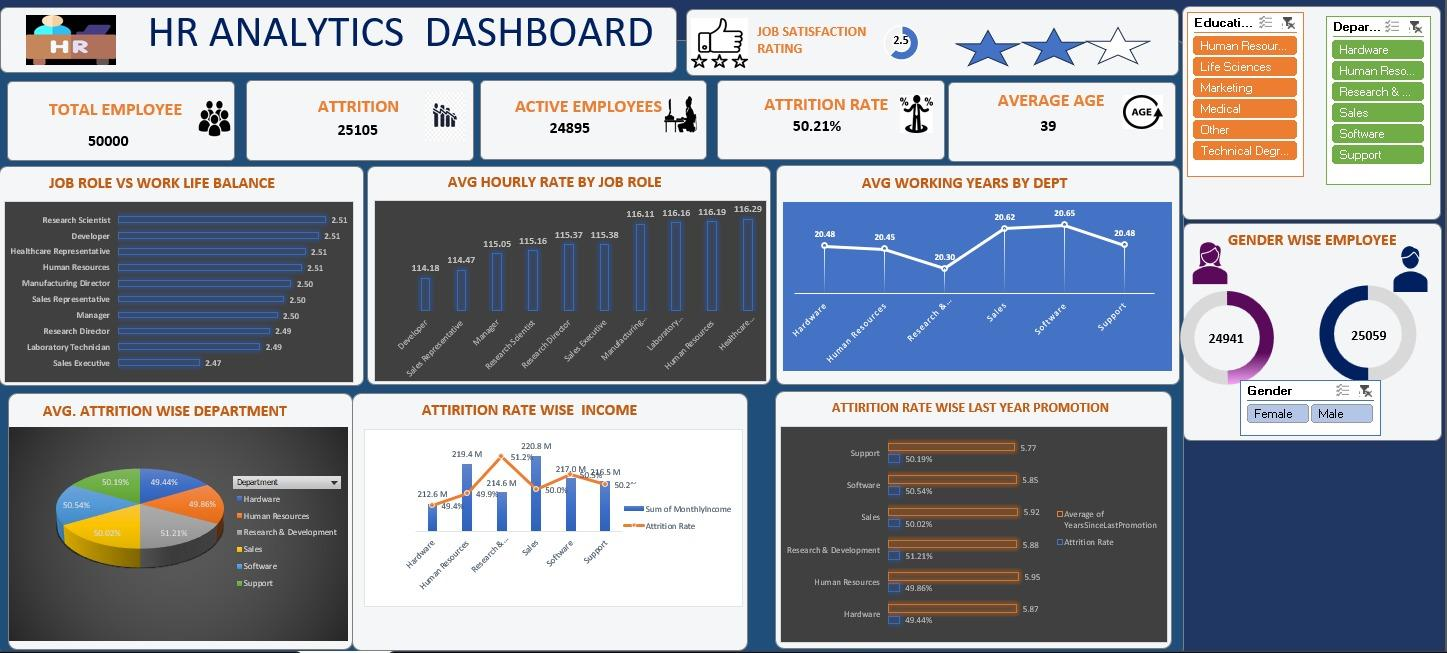 HR
HR ANALYTICS DASHBOARD
JOB SATISFACTION
RATING
2.5
TOTAL EMPLOYEE
50000
ATTRITION
25105
ACTIVE EMPLOYEES
24895
ATTRITION RATE
50.21%
AVERAGE AGE
39
AGE
Educati...
Human Resour...
Life Sciences
Marketing
Medical
Other
Technical Degr...
Depar...
Hardware
Human Reso...
Research & ...
Sales
Software
Support
JOB ROLE VS WORK LIFE BALANCE
Research Scientist 2.51
Developer 2.51
Healthcare Representative 2.51
Human Resources 2.51
Manufacturing Director 2.50
Sales Representative 2.50
Manager 2.50
Research Director 2.49
Laboratory Technician 2.49
Sales Executive 2.47
AVG HOURLY RATE BY JOB ROLE
114.18
114.47
115.05
115.16
115.37
115.38
116.11
116.16
116.19
116.29
Developer
Sales Representative
Manager
Research Scientist
Research Director
Sales Executive
Manufacturing...
Laboratory...
Human Resources
Healthcare...
AVG WORKING YEARS BY DEPT
20.48
20.45
20.30
20.62
20.65
20.48
Hardware
Human Resources
Research &...
Sales
Software
Support
GENDER WISE EMPLOYEE
24941
25059
Gender
Female
Male
AVG. ATTRITION WISE DEPARTMENT
50.19%
49.44%
50.54%
49.86%
50.02%
51.21%
Department
Hardware
Human Resources
Research & Development
Sales
Software
Support
ATTIRITION RATE WISE INCOME
212.6 M
219.4 M
214.6 M
220.8 M
217.0 M
216.5 M
49.4%
49.9%
51.2%
50.0%
50.5%
Hardware
Human Resources
Research &...
Sales
Software
Support
Sum of MonthlyIncome
Attrition Rate
ATTIRITION RATE WISE LAST YEAR PROMOTION
Support
5.77
50.19%
Software
5.85
50.54%
Sales
5.92
50.02%
Research & Development
5.88
51.21%
Human Resources
5.95
49.86%
Hardware
5.87
49.44%
Average of
YearsSinceLastPromotion
Attrition Rate